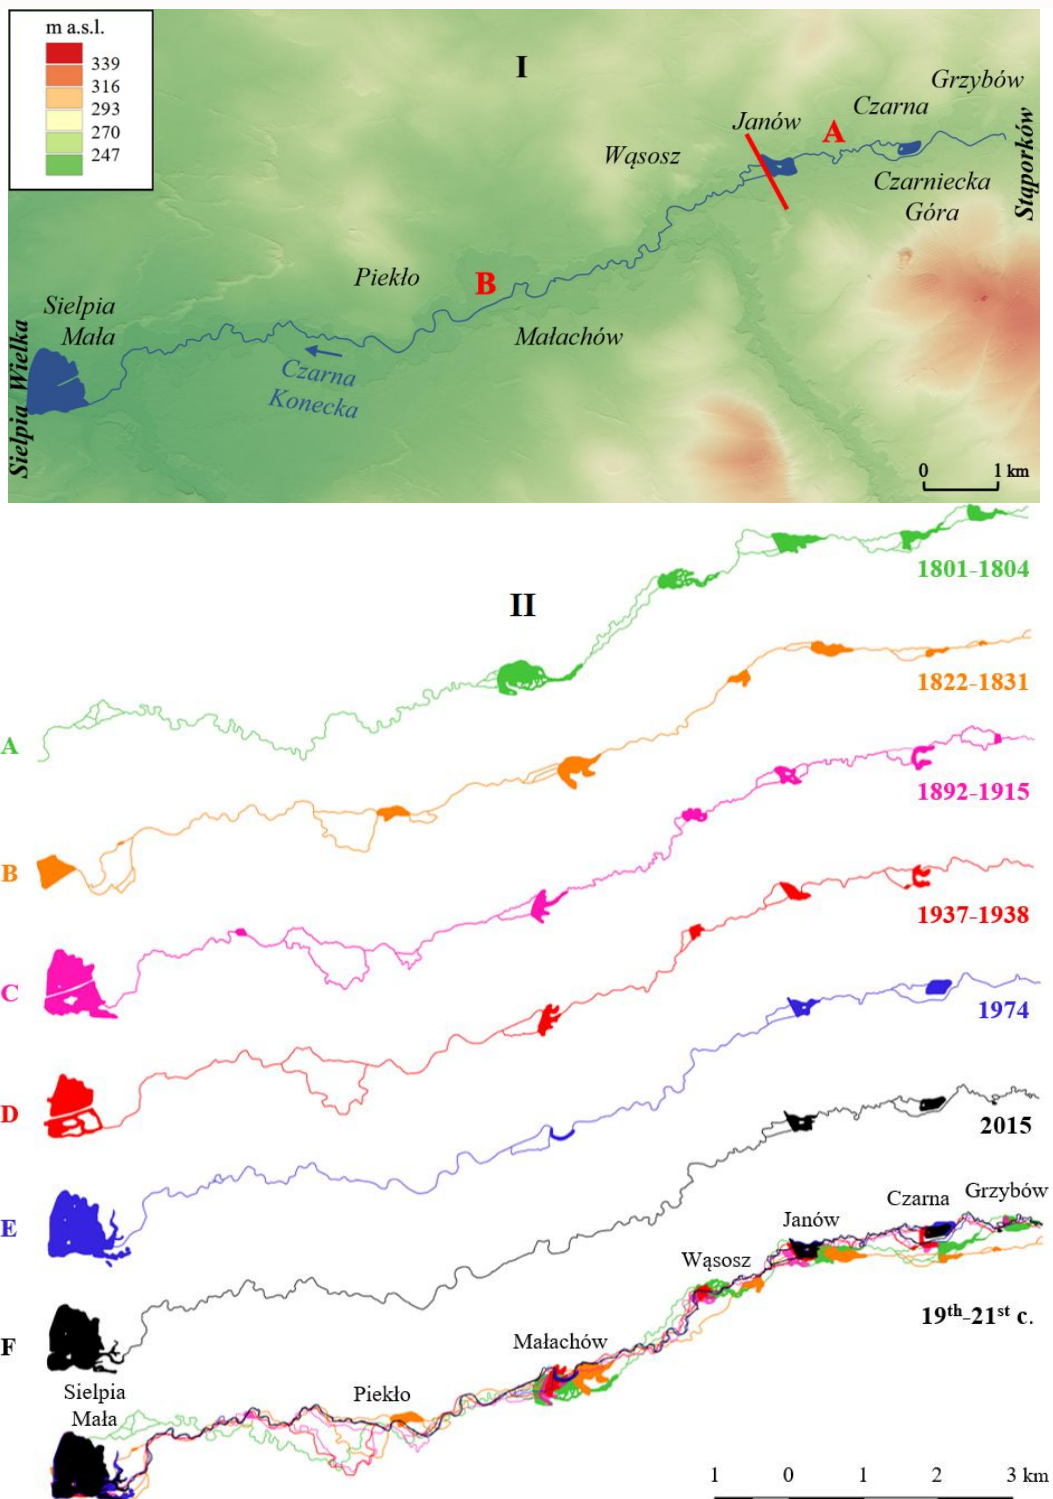 m a.s.l.
339
316
293
270
247
I
Grzybów
Czarna
Janów
A
Stąporków
Wąsosz
Czarniecka
Góra
Piekło
B
Sielpia
Mała
Małachów
Sielpia Wielka
Czarna
Konecka
0 1 km
1801-1804
II
1822-1831
A
1892-1915
B
1937-1938
C
1974
D
2015
E
Czarna Grzybów
Janów
Wąsosz
19th-21st c.
F
Małachów
Sielpia
Mała
Piekło
1 0 1 2 3 km